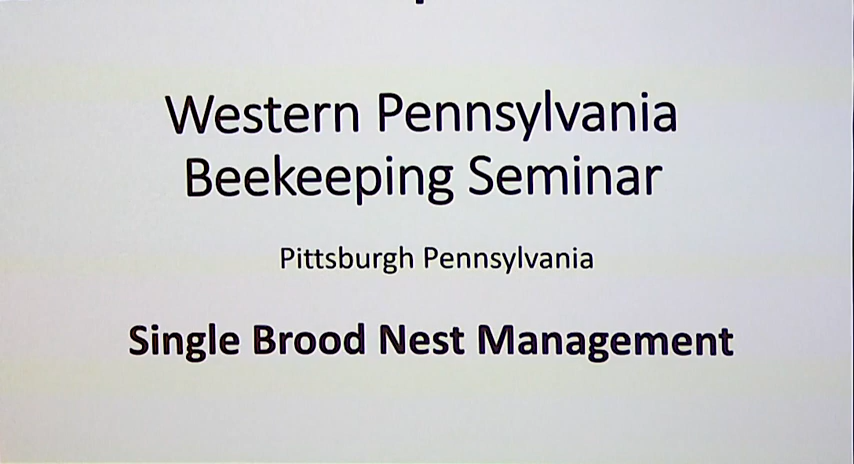 Western Pennsylvania
Beekeeping Seminar
Pittsburgh Pennsylvania
Single Brood Nest Management